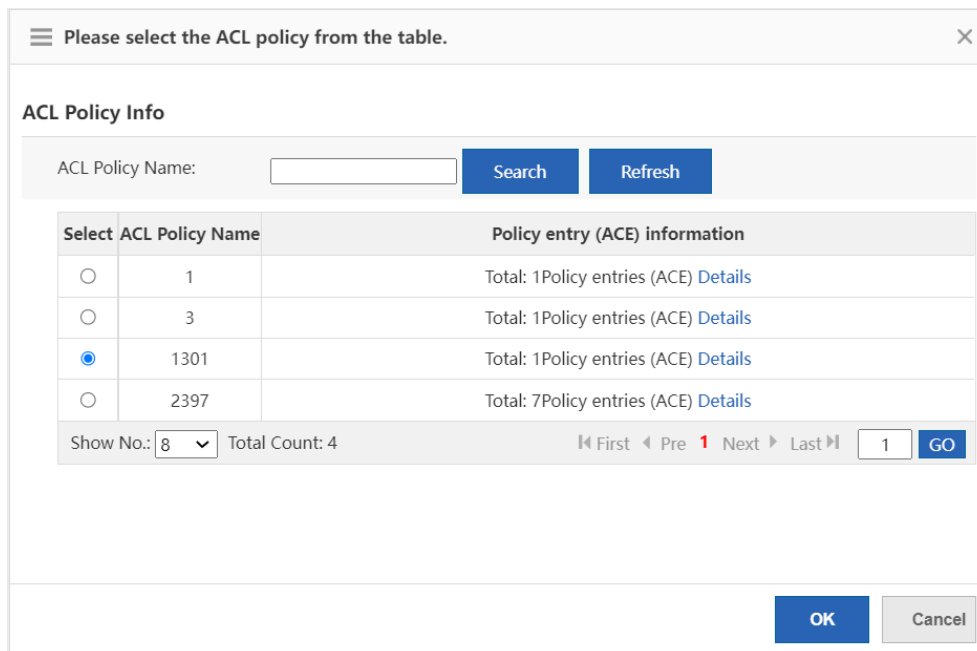 Please select the ACL policy from the table.
ACL Policy Info
ACL Policy Name: Search Refresh
Select ACL Policy Name Policy entry (ACE) information
1 Total: 1Policy entries (ACE) Details
3 Total: 1Policy entries (ACE) Details
1301 Total: 1Policy entries (ACE) Details
2397 Total: 7Policy entries (ACE) Details
Show No.: 8 Total Count: 4 First Pre 1 Next Last 1 GO
OK Cancel